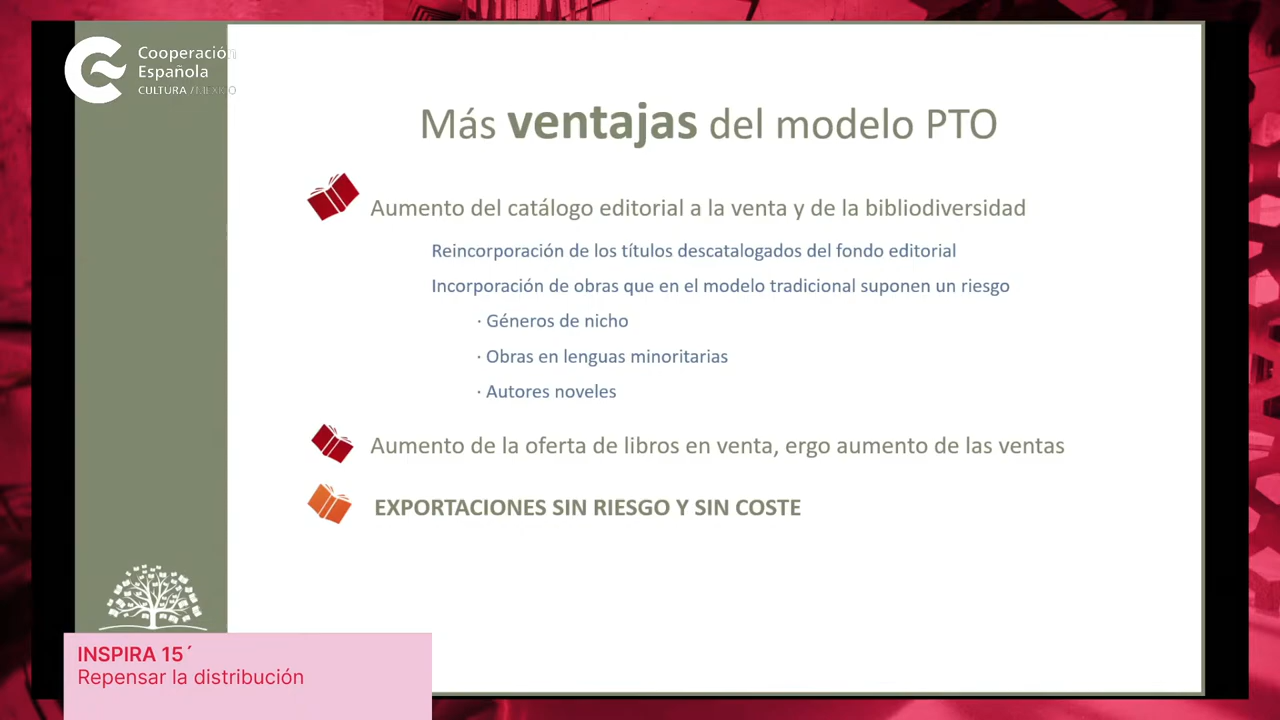 Cooperación
Española
CULTURA / MÉXICO
Más ventajas del modelo PTO
Aumento del catálogo editorial a la venta y de la bibliodiversidad
Reincorporación de los títulos descatalogados del fondo editorial
Incorporación de obras que en el modelo tradicional suponen un riesgo
· Géneros de nicho
· Obras en lenguas minoritarias
· Autores noveles
Aumento de la oferta de libros en venta, ergo aumento de las ventas
EXPORTACIONES SIN RIESGO Y SIN COSTE
INSPIRA 15´
Repensar la distribución